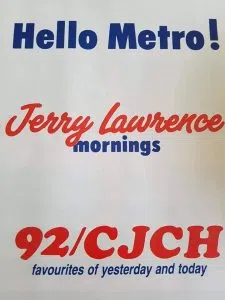 Hello Metro!
Jerry Lawrence
mornings
92/CJCH
favourites of yesterday and today